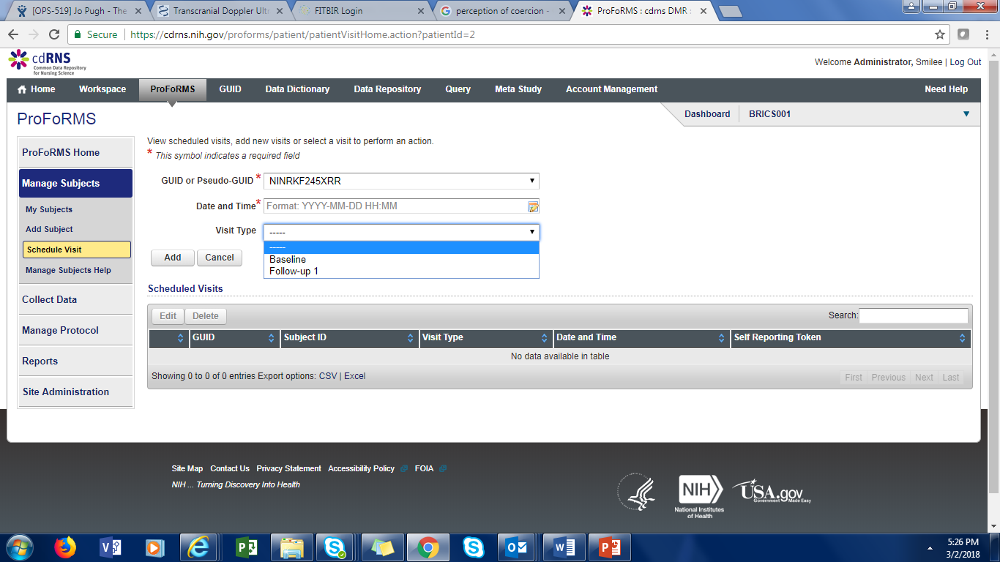 [OPS-519] Jo Pugh - The
Transcranial Doppler Ult
FITBIR Login
perception of coercion -
ProFoRMS : cdrns DMR :
Secure
https://cdrns.nih.gov/proforms/patient/patientVisitHome.action?patientId=2
cdRNS
Common Data Repository
for Nursing Science
Welcome Administrator, Smilee | Log Out
Home Workspace ProFoRMS GUID Data Dictionary Data Repository Query Meta Study Account Management Need Help
ProFoRMS
Dashboard BRICS001
ProFoRMS Home
Manage Subjects
My Subjects
Add Subject
Schedule Visit
Manage Subjects Help
Collect Data
Manage Protocol
Reports
Site Administration
View scheduled visits, add new visits or select a visit to perform an action.
* This symbol indicates a required field
GUID or Pseudo-GUID * NINRKF245XRR
Date and Time* Format: YYYY-MM-DD HH:MM
Visit Type -----
-----
Baseline
Follow-up 1
Add Cancel
Scheduled Visits
Edit Delete Search:
GUID Subject ID Visit Type Date and Time Self Reporting Token
No data available in table
Showing 0 to 0 of 0 entries Export options: CSV | Excel
First Previous Next Last
Site Map Contact Us Privacy Statement Accessibility Policy FOIA
NIH ... Turning Discovery Into Health
NIH
National Institutes
of Health
USA.gov
Government Made Easy
5:26 PM
3/2/2018